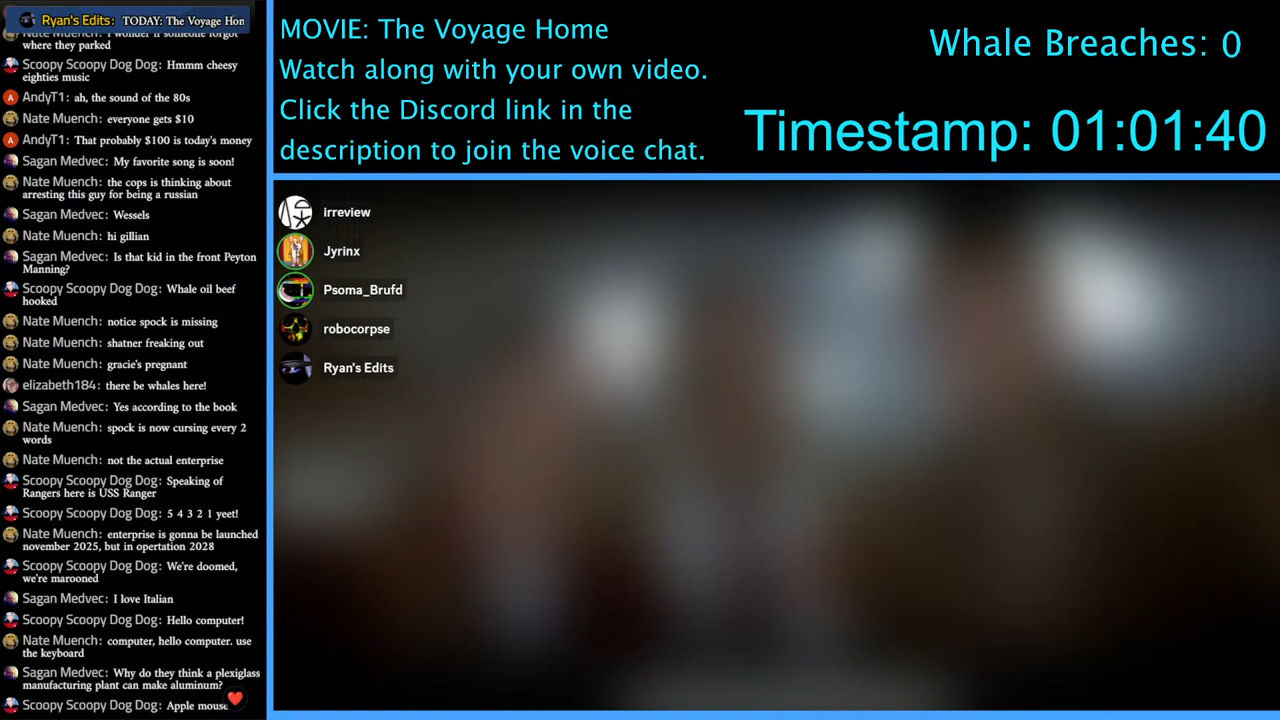 Ryan's Edits: TODAY: The Voyage Hom
Nate Muench: I wonder if someone forgot
where they parked
Scoopy Scoopy Dog Dog: Hmmm cheesy
eighties music
A AndyT1: ah, the sound of the 80s
Nate Muench: everyone gets $10
A AndyT1: That probably $100 is today's money
Sagan Medvec: My favorite song is soon!
Nate Muench: the cops is thinking about
arresting this guy for being a russian
Sagan Medvec: Wessels
Nate Muench: hi gillian
Sagan Medvec: Is that kid in the front Peyton
Manning?
Scoopy Scoopy Dog Dog: Whale oil beef
hooked
Nate Muench: notice spock is missing
Nate Muench: shatner freaking out
Nate Muench: gracie's pregnant
elizabeth184: there be whales here!
Sagan Medvec: Yes according to the book
Nate Muench: spock is now cursing every 2
words
Nate Muench: not the actual enterprise
Scoopy Scoopy Dog Dog: Speaking of
Rangers here is USS Ranger
Scoopy Scoopy Dog Dog: 5 4 3 2 1 yeet!
Nate Muench: enterprise is gonna be launched
november 2025, but in opertation 2028
Scoopy Scoopy Dog Dog: We're doomed,
we're marooned
Sagan Medvec: I love Italian
Scoopy Scoopy Dog Dog: Hello computer!
Nate Muench: computer, hello computer. use
the keyboard
Sagan Medvec: Why do they think a plexiglass
manufacturing plant can make aluminum?
Scoopy Scoopy Dog Dog: Apple mouse
MOVIE: The Voyage Home
Watch along with your own video.
Click the Discord link in the
description to join the voice chat.
Whale Breaches: 0
Timestamp: 01:01:40
irreview
Jyrinx
Psoma_Brufd
robocorpse
Ryan's Edits